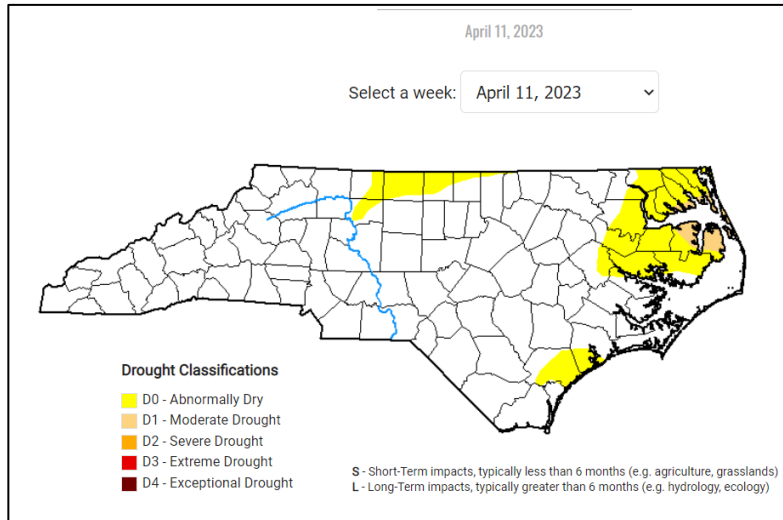 April 11, 2023
Select a week: April 11, 2023
Drought Classifications
D0 - Abnormally Dry
D1 - Moderate Drought
D2 - Severe Drought
D3 - Extreme Drought
D4 - Exceptional Drought
S - Short-Term impacts, typically less than 6 months (e.g. agriculture, grasslands)
L - Long-Term impacts, typically greater than 6 months (e.g. hydrology, ecology)